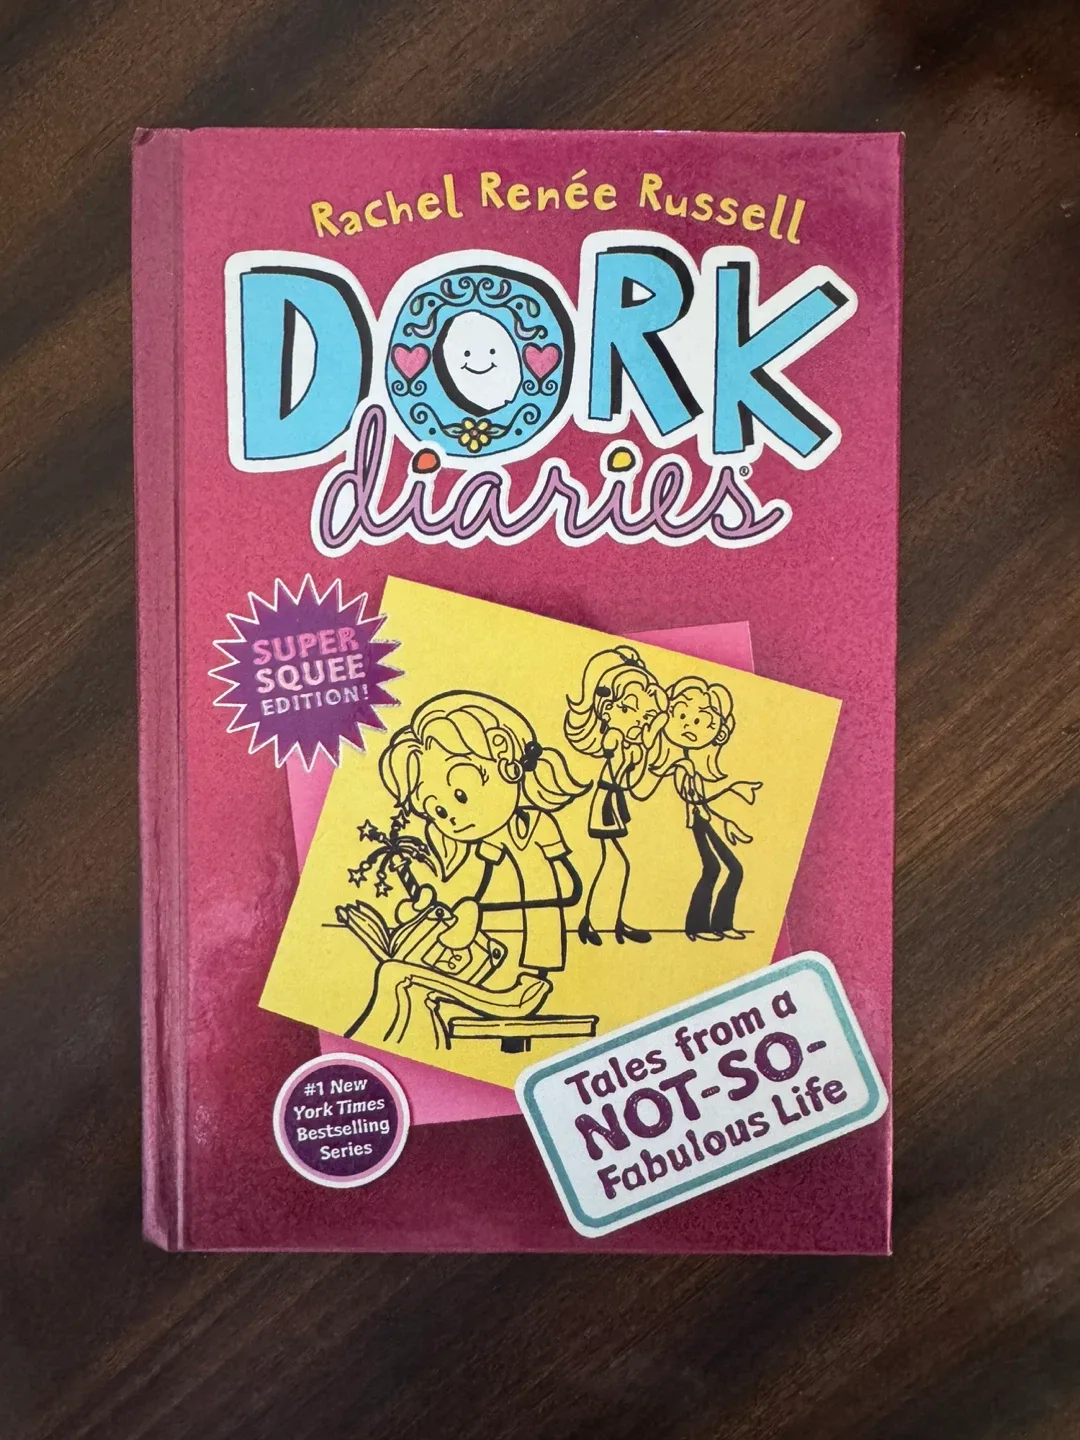 Rachel Renée Russell
DORK
diaries®
SUPER
SQUEE
EDITION!
Tales from a
NOT-SO-
Fabulous Life
#1 New
York Times
Bestselling
Series